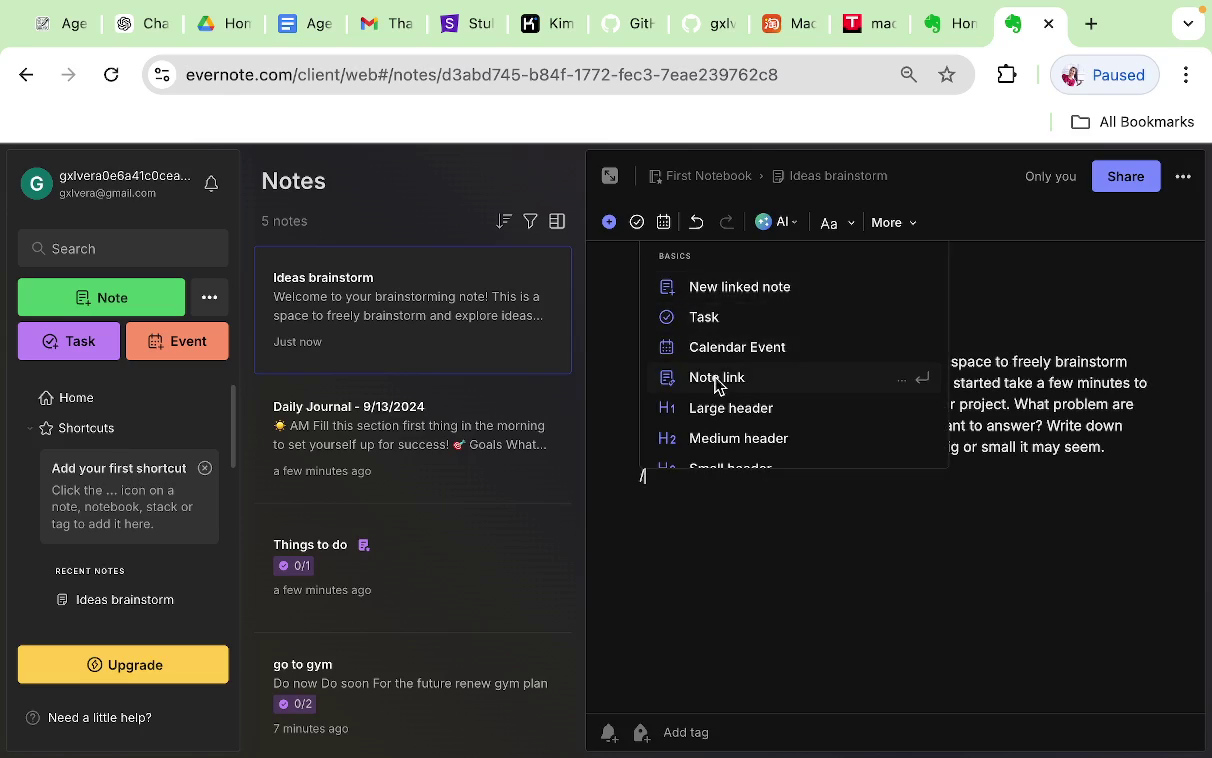 Ag
Cha
Hon
Age
Tha
S Stul
Kim
GitH
gxlv
Mac
T mac
Hon
evernote.com/client/web#/notes/d3abd745-b84f-1772-fec3-7eae239762c8
Paused
All Bookmarks
G
gxlvera0e6a41c0cea...
gxlvera@gmail.com
Search
Note
Task
Event
Home
Shortcuts
Add your first shortcut
Click the ... icon on a
note, notebook, stack or
tag to add it here.
RECENT NOTES
Ideas brainstorm
Upgrade
Need a little help?
Notes
5 notes
Ideas brainstorm
Welcome to your brainstorming note! This is a
space to freely brainstorm and explore ideas...
Just now
Daily Journal - 9/13/2024
☀️ AM Fill this section first thing in the morning
to set yourself up for success! 🎯 Goals What...
a few minutes ago
Things to do
0/1
a few minutes ago
go to gym
Do now Do soon For the future renew gym plan
0/2
7 minutes ago
First Notebook › Ideas brainstorm
Only you
Share
AI
Aa
More
BASICS
New linked note
Task
Calendar Event
Note link
...
H1 Large header
H2 Medium header
Small header
space to freely brainstorm
started take a few minutes to
r project. What problem are
ant to answer? Write down
ig or small it may seem.
/
Add tag